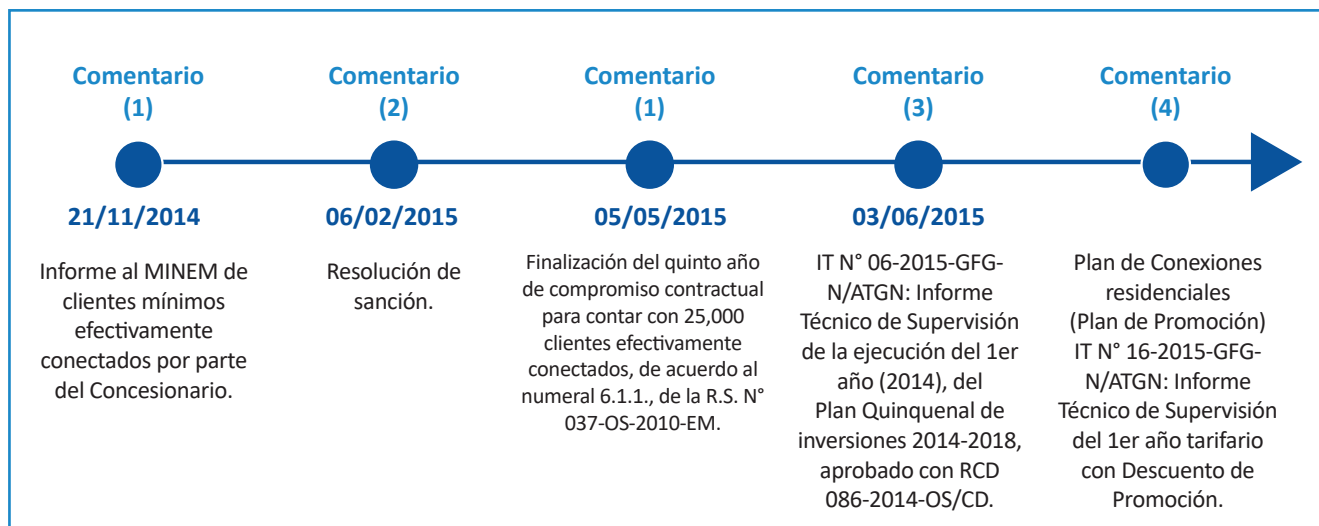 Comentario
(1)
21/11/2014
Informe al MINEM de
clientes mínimos
efectivamente
conectados por parte
del Concesionario.
Comentario
(2)
06/02/2015
Resolución de
sanción.
Comentario
(1)
05/05/2015
Finalización del quinto año
de compromiso contractual
para contar con 25,000
clientes efectivamente
conectados, de acuerdo al
numeral 6.1.1., de la R.S. N°
037-OS-2010-EM.
Comentario
(3)
03/06/2015
IT N° 06-2015-GFG-
N/ATGN: Informe
Técnico de Supervisión
de la ejecución del 1er
año (2014), del
Plan Quinquenal de
inversiones 2014-2018,
aprobado con RCD
086-2014-OS/CD.
Comentario
(4)
Plan de Conexiones
residenciales
(Plan de Promoción)
IT N° 16-2015-GFG-
N/ATGN: Informe
Técnico de Supervisión
del 1er año tarifario
con Descuento de
Promoción.